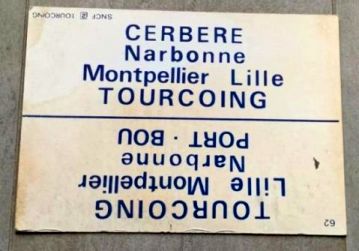 SNCF TOURCOING
CERBERE
Narbonne
Montpellier Lille
TOURCOING
TOURCOING
Lille Montpellier
Narbonne
PORT · BOU
62